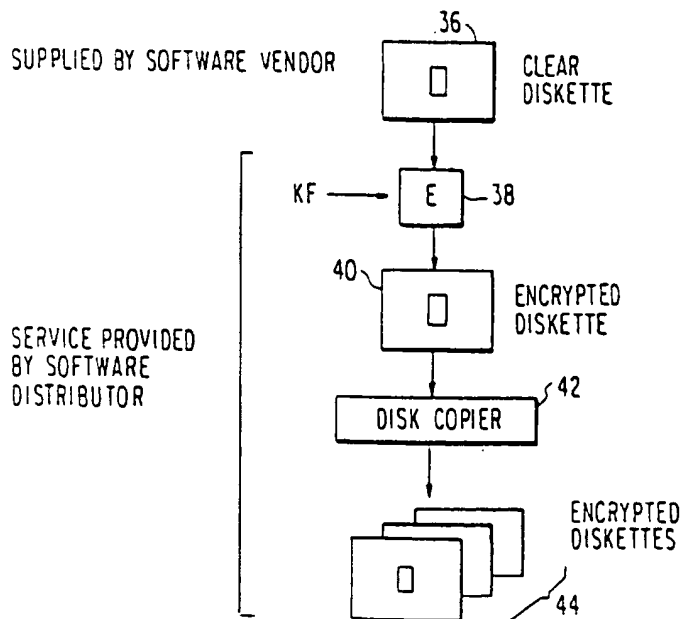 36
SUPPLIED BY SOFTWARE VENDOR
CLEAR
DISKETTE
KF
E
38
40
ENCRYPTED
DISKETTE
SERVICE PROVIDED
BY SOFTWARE
DISTRIBUTOR
42
DISK COPIER
ENCRYPTED
DISKETTES
44